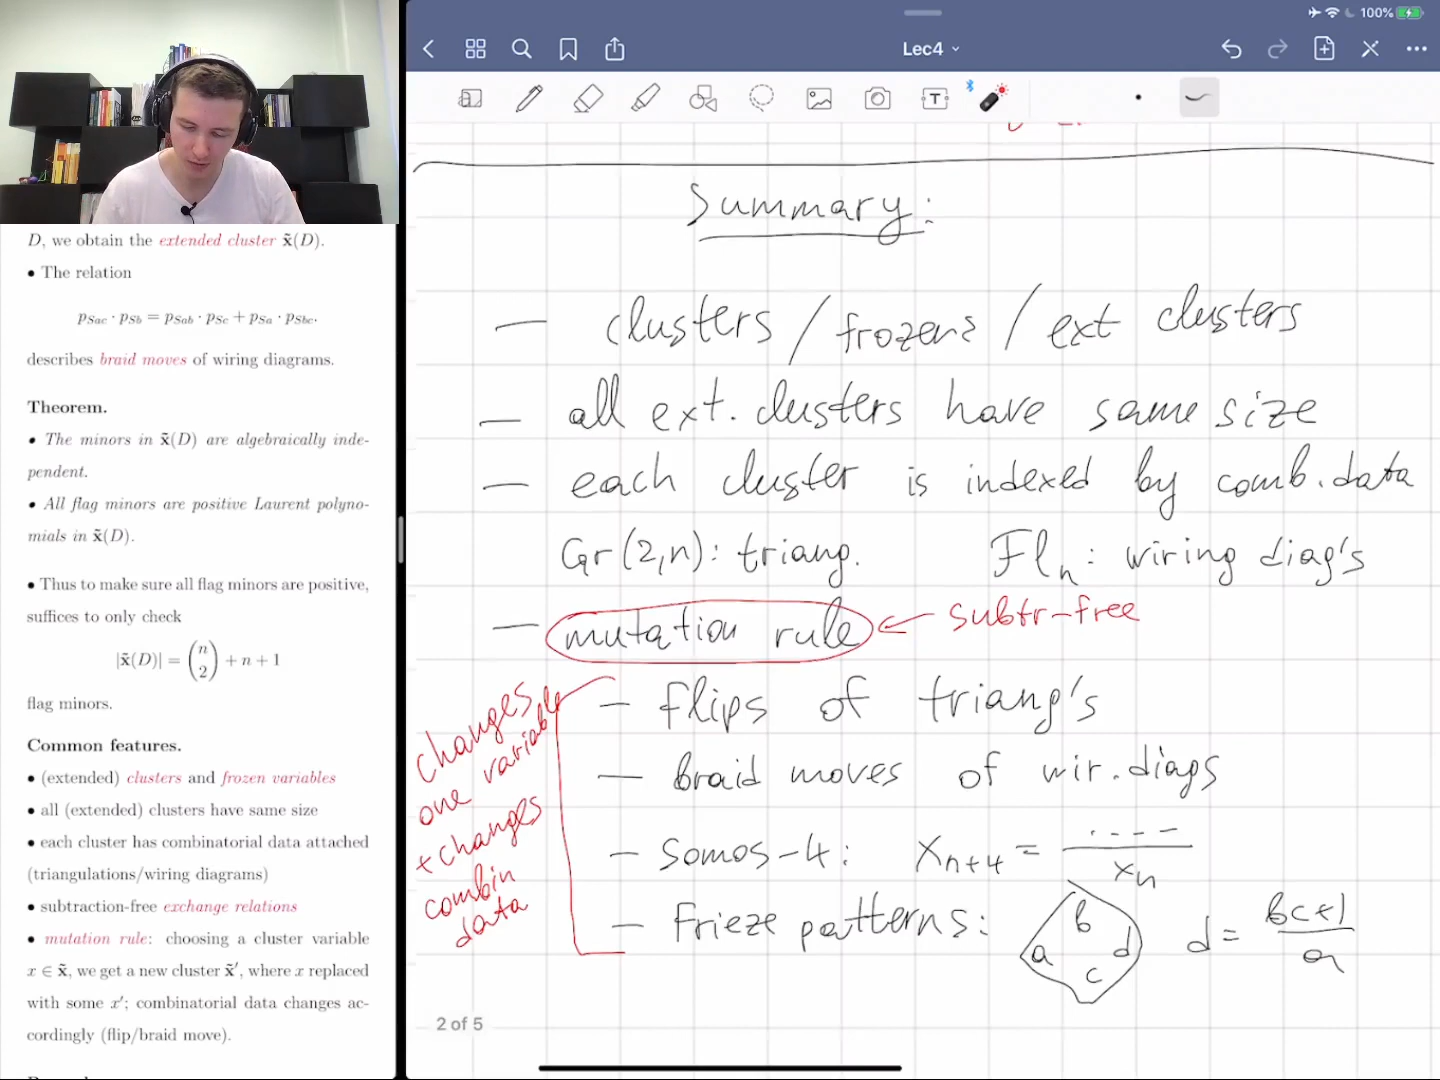 100%
Lec4
D, we obtain the extended cluster x̃(D).
• The relation
p_{Sac} · p_{Sb} = p_{Sab} · p_{Sc} + p_{Sa} · p_{Sbc}.
describes braid moves of wiring diagrams.
Theorem.
• The minors in x̃(D) are algebraically inde-
pendent.
• All flag minors are positive Laurent polyno-
mials in x̃(D).
• Thus to make sure all flag minors are positive,
suffices to only check
|x̃(D)| = (n 2) + n + 1
flag minors.
Common features.
• (extended) clusters and frozen variables
• all (extended) clusters have same size
• each cluster has combinatorial data attached
(triangulations/wiring diagrams)
• subtraction-free exchange relations
• mutation rule: choosing a cluster variable
x ∈ x̃, we get a new cluster x̃′, where x replaced
with some x′; combinatorial data changes ac-
cordingly (flip/braid move).
Summary:
— clusters / frozens / ext clusters
— all ext. clusters have same size
— each cluster is indexed by comb. data
Gr(2,n): triang. Fl_n: wiring diag's
— mutation rule ← subtr-free
— flips of triang's
— braid moves of wir. diags
— Somos-4: x_{n+4} = ..--- / x_n
— Frieze patterns: a b c d d = bc+1 / a
changes
one variable
+ changes
combin
data
2 of 5